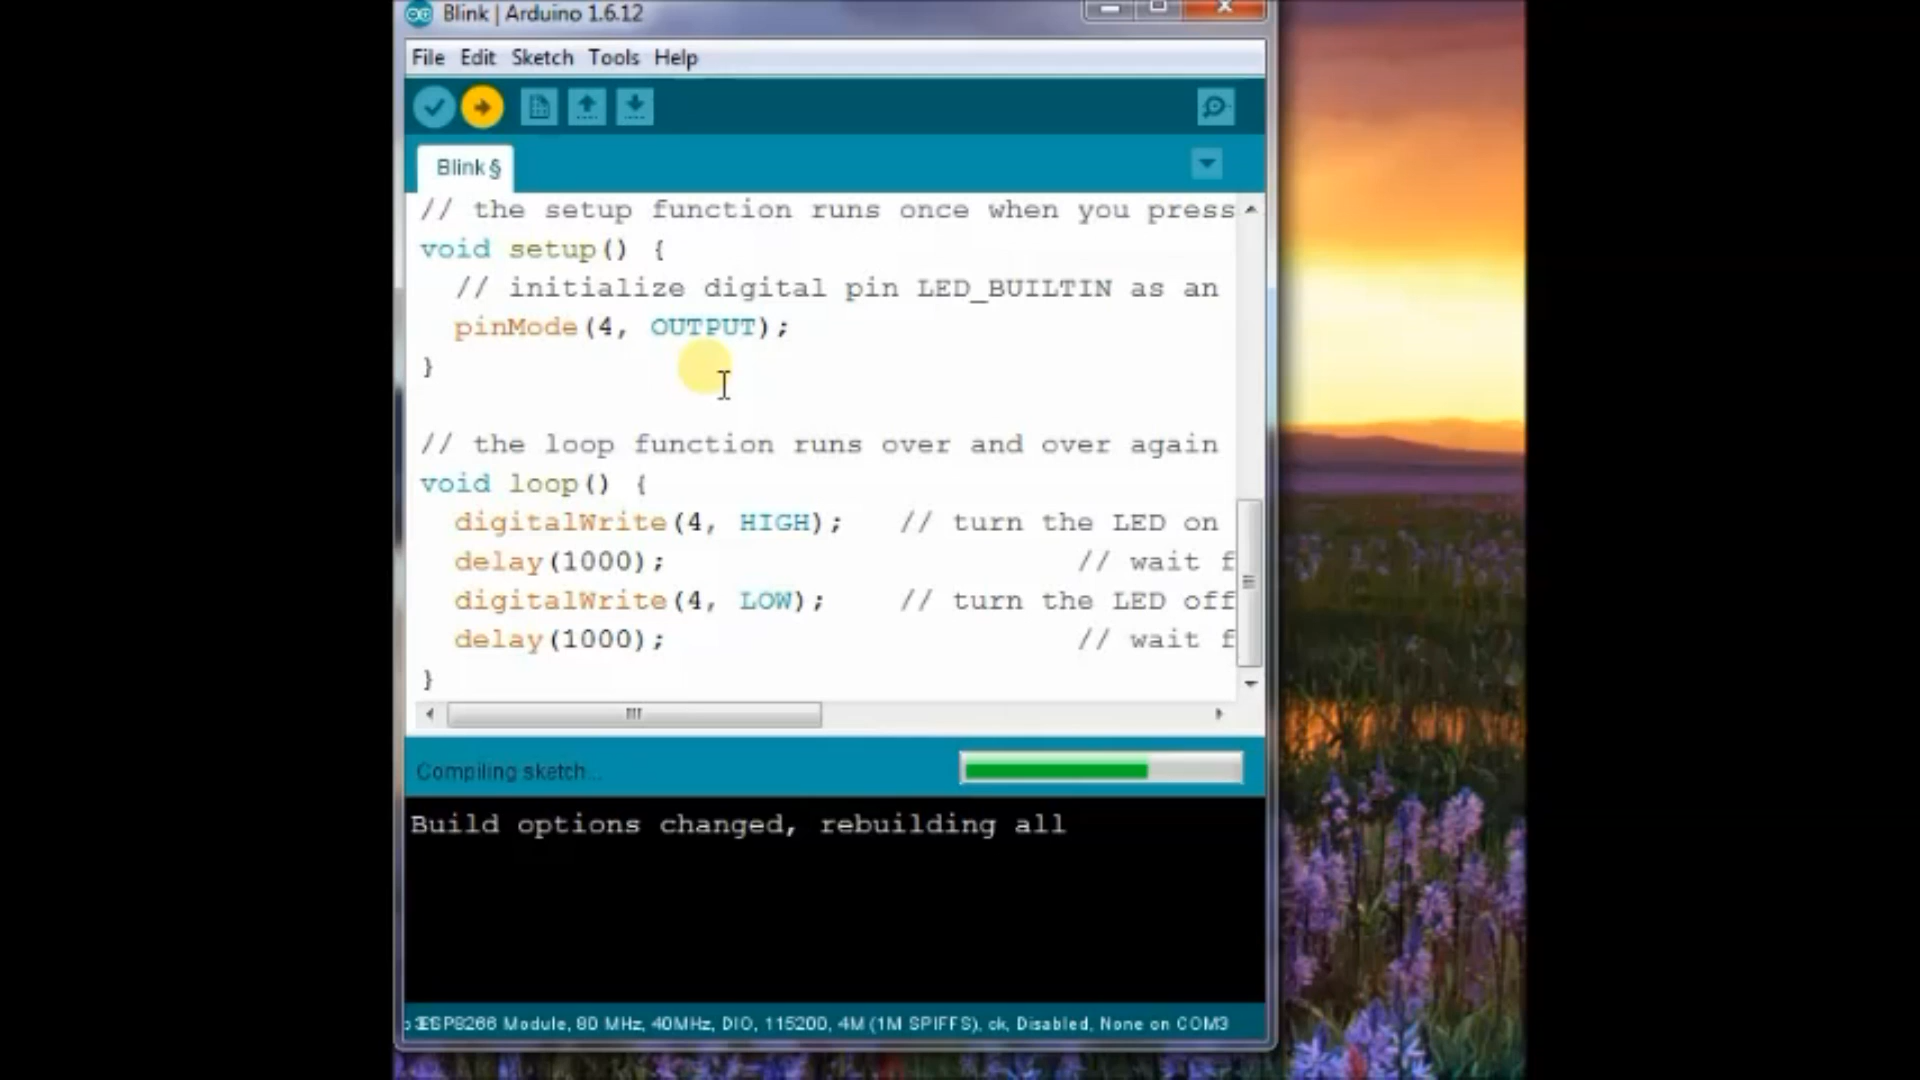 Blink | Arduino 1.6.12
File Edit Sketch Tools Help
Blink §
// the setup function runs once when you press
void setup() {
  // initialize digital pin LED_BUILTIN as an
  pinMode(4, OUTPUT);
}
// the loop function runs over and over again
void loop() {
  digitalWrite(4, HIGH);   // turn the LED on
  delay(1000);                       // wait f
  digitalWrite(4, LOW);    // turn the LED off
  delay(1000);                       // wait f
}
Compiling sketch...
Build options changed, rebuilding all
ESP8266 Module, 80 MHz, 40MHz, DIO, 115200, 4M (1M SPIFFS), ck, Disabled, None on COM3